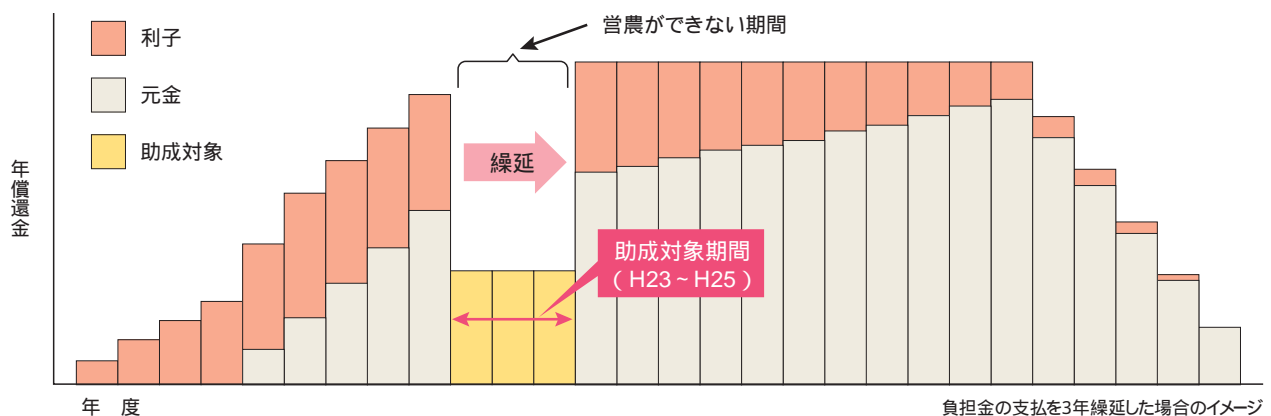 営農ができない期間
利子
元金
助成対象
繰延
年償還金
助成対象期間
（H23～H25）
年 度
負担金の支払を3年繰延した場合のイメージ